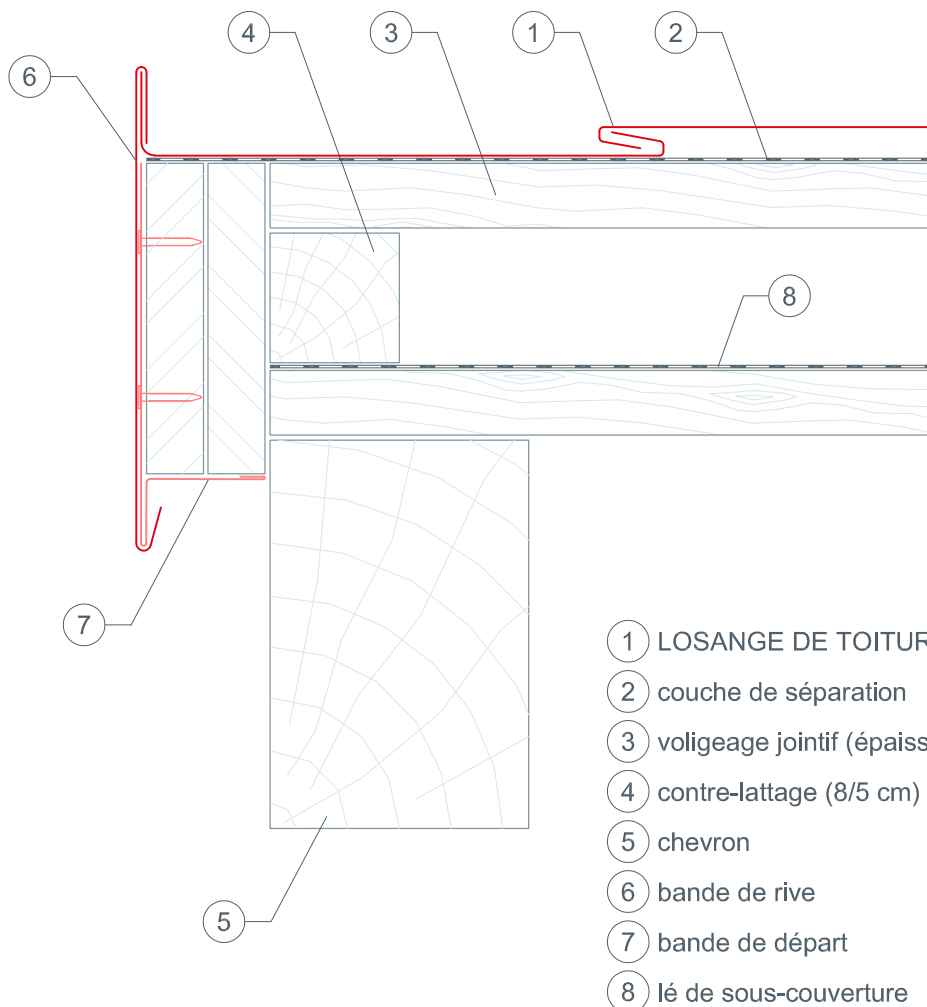 4 3 1 2
6
8
7
5
1 LOSANGE DE TOITUR
2 couche de séparation
3 voligeage jointif (épaiss
4 contre-lattage (8/5 cm)
5 chevron
6 bande de rive
7 bande de départ
8 lé de sous-couverture